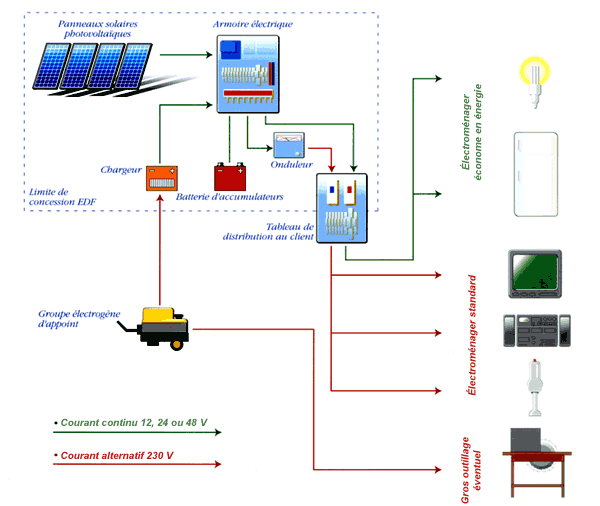 Panneaux solaires
photovoltaïques
Armoire électrique
Chargeur
Batterie d'accumulateurs
Onduleur
Limite de
concession EDF
Tableau de
distribution au client
Groupe électrogène
d'appoint
Électroménager
économe en énergie
Électroménager standard
Gros outillage
éventuel
• Courant continu 12, 24 ou 48 V
• Courant alternatif 230 V